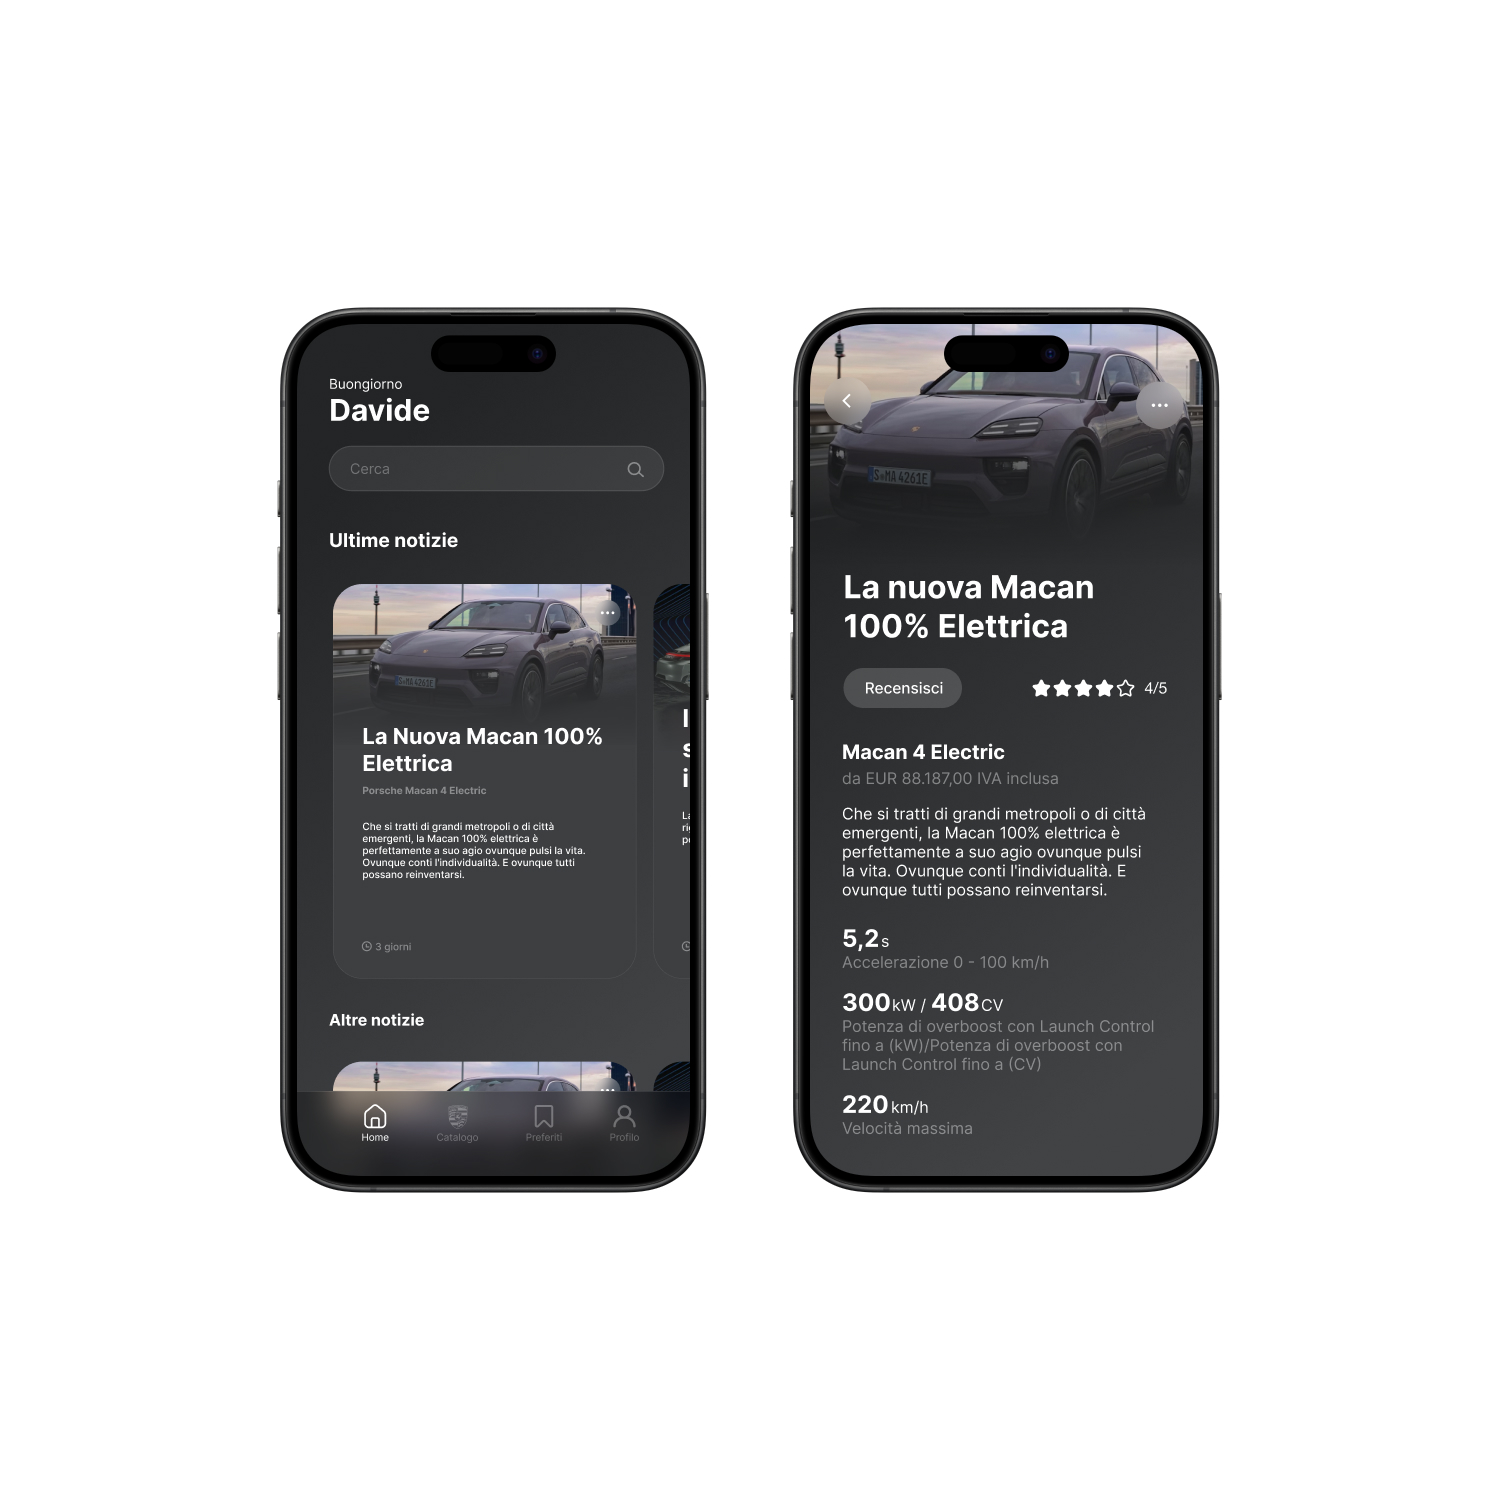 Buongiorno
Davide
Cerca
Ultime notizie
S·MA 4261E
La Nuova Macan 100%
Elettrica
Porsche Macan 4 Electric
Che si tratti di grandi metropoli o di città
emergenti, la Macan 100% elettrica è
perfettamente a suo agio ovunque pulsi la vita.
Ovunque conti l'individualità. E ovunque tutti
possano reinventarsi.
3 giorni
Altre notizie
Home
Catalogo
Preferiti
Profilo
S·MA 4261E
La nuova Macan
100% Elettrica
Recensisci
4/5
Macan 4 Electric
da EUR 88.187,00 IVA inclusa
Che si tratti di grandi metropoli o di città
emergenti, la Macan 100% elettrica è
perfettamente a suo agio ovunque pulsi
la vita. Ovunque conti l'individualità. E
ovunque tutti possano reinventarsi.
5,2 s
Accelerazione 0 - 100 km/h
300 kW / 408 CV
Potenza di overboost con Launch Control
fino a (kW)/Potenza di overboost con
Launch Control fino a (CV)
220 km/h
Velocità massima